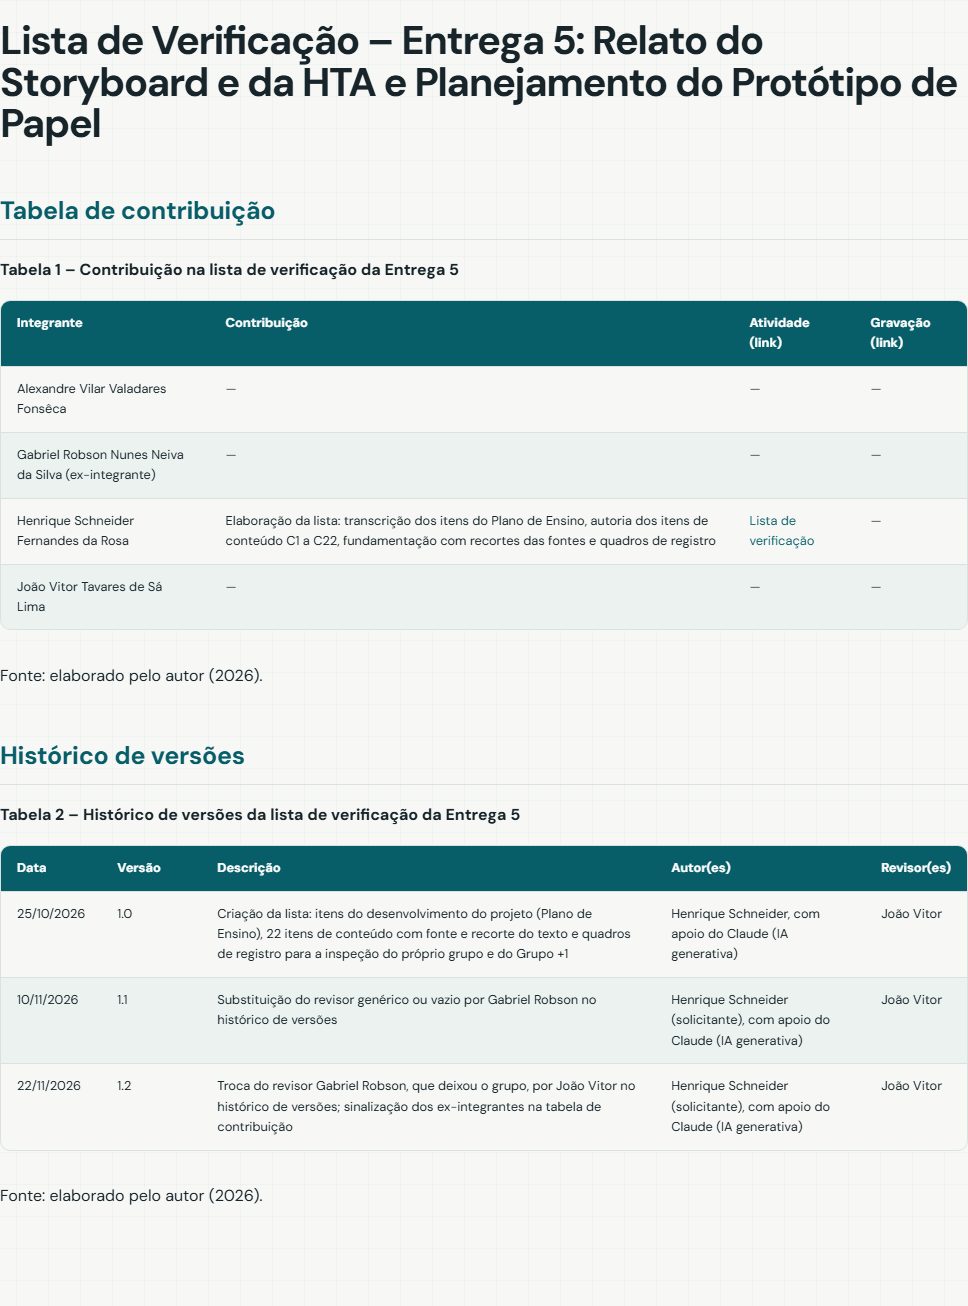 Lista de Verificação – Entrega 5: Relato do
Storyboard e da HTA e Planejamento do Protótipo de
Papel
Tabela de contribuição
Tabela 1 – Contribuição na lista de verificação da Entrega 5
Integrante Contribuição Atividade (link) Gravação (link)
Alexandre Vilar Valadares Fonsêca — — —
Gabriel Robson Nunes Neiva da Silva (ex-integrante) — — —
Henrique Schneider Fernandes da Rosa Elaboração da lista: transcrição dos itens do Plano de Ensino, autoria dos itens de conteúdo C1 a C22, fundamentação com recortes das fontes e quadros de registro Lista de verificação —
João Vitor Tavares de Sá Lima — — —
Fonte: elaborado pelo autor (2026).
Histórico de versões
Tabela 2 – Histórico de versões da lista de verificação da Entrega 5
Data Versão Descrição Autor(es) Revisor(es)
25/10/2026 1.0 Criação da lista: itens do desenvolvimento do projeto (Plano de Ensino), 22 itens de conteúdo com fonte e recorte do texto e quadros de registro para a inspeção do próprio grupo e do Grupo +1 Henrique Schneider, com apoio do Claude (IA generativa) João Vitor
10/11/2026 1.1 Substituição do revisor genérico ou vazio por Gabriel Robson no histórico de versões Henrique Schneider (solicitante), com apoio do Claude (IA generativa) João Vitor
22/11/2026 1.2 Troca do revisor Gabriel Robson, que deixou o grupo, por João Vitor no histórico de versões; sinalização dos ex-integrantes na tabela de contribuição Henrique Schneider (solicitante), com apoio do Claude (IA generativa) João Vitor
Fonte: elaborado pelo autor (2026).